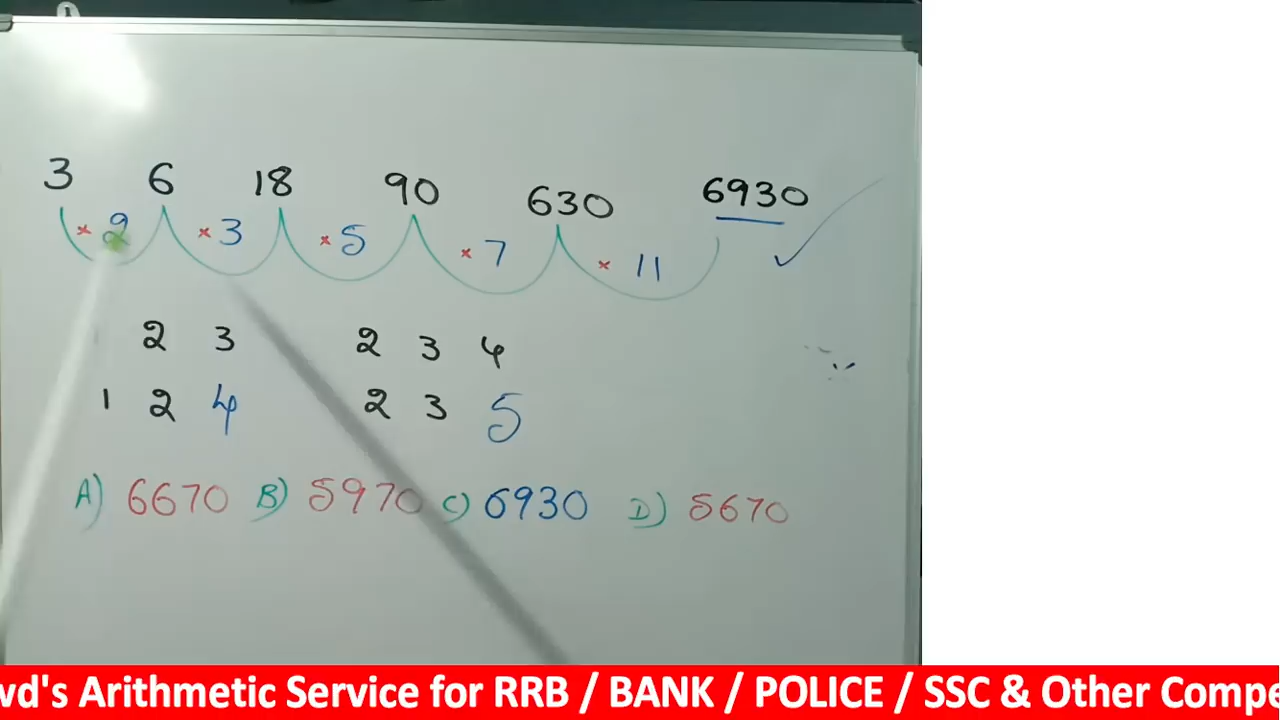 3 6 18 90 630 6930
× 2 × 3 × 5 × 7 × 11
2 3 2 3 4
1 2 4 2 3 5
A) 6670 B) 5970 C) 6930 D) 5670
vd's Arithmetic Service for RRB / BANK / POLICE / SSC & Other Compe